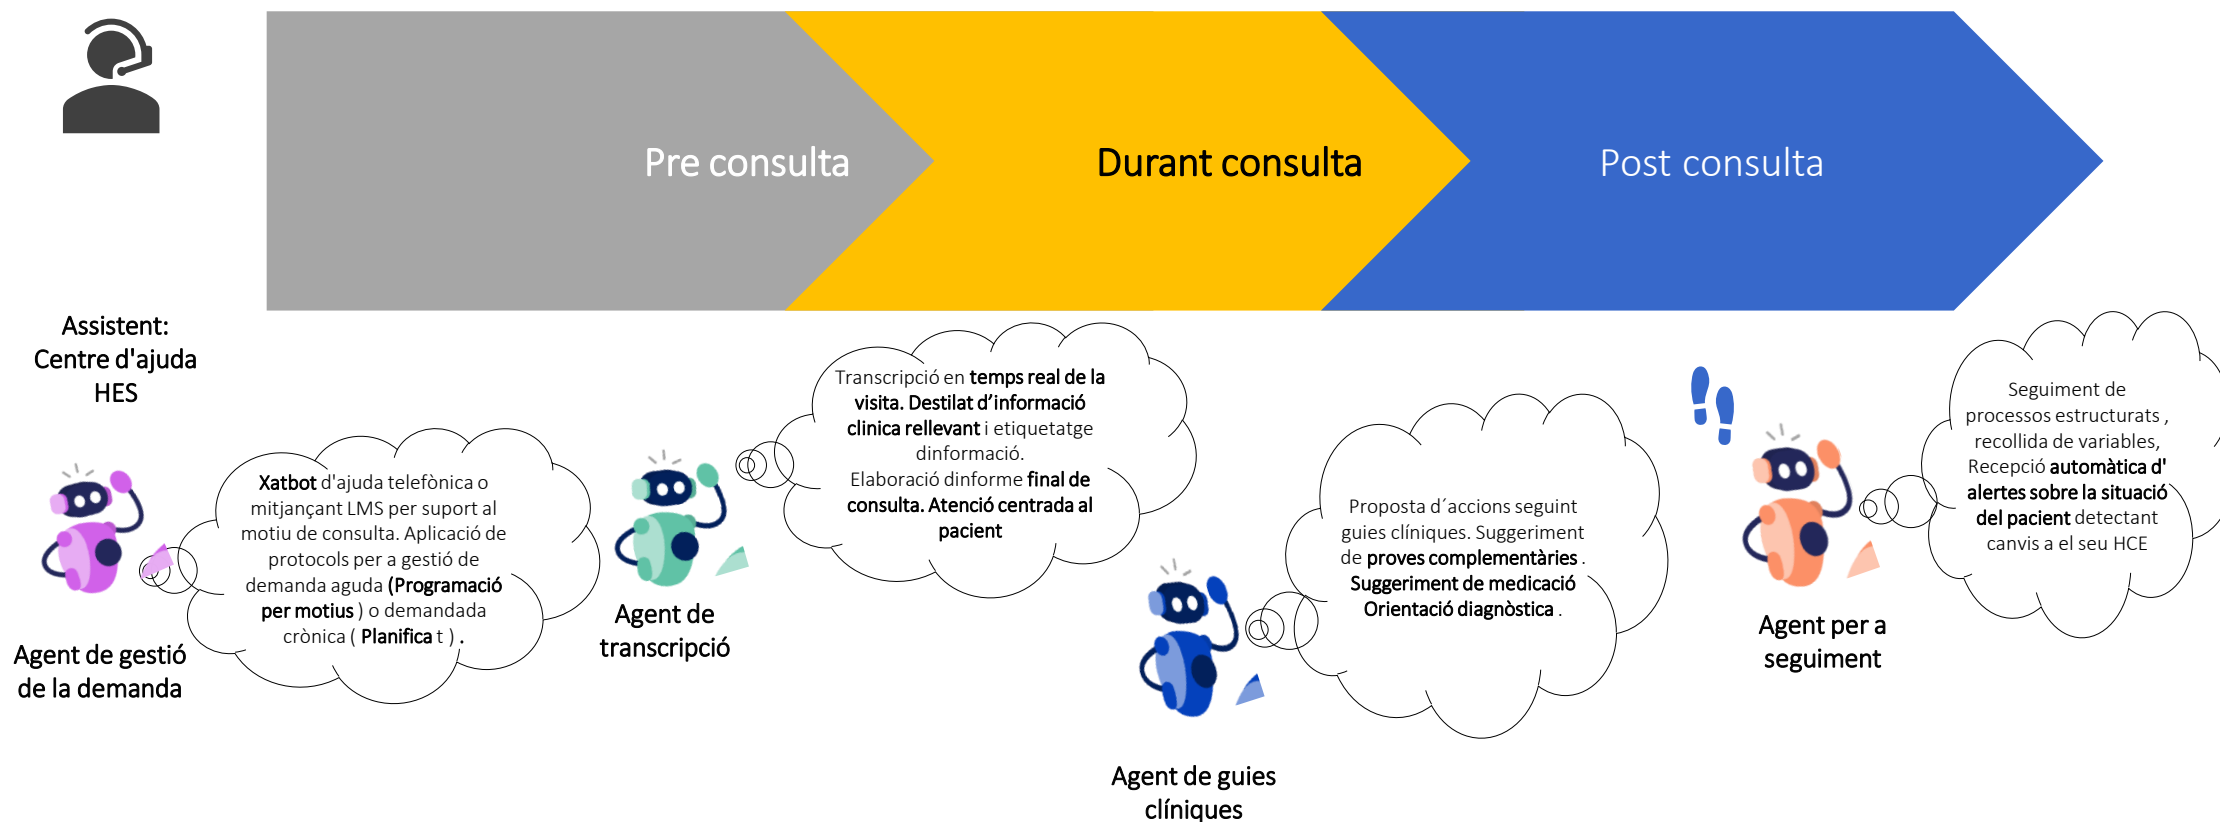 Pre consulta
Durant consulta
Post consulta
Assistent:
Centre d'ajuda
HES
Xatbot d'ajuda telefònica o
mitjançant LMS per suport al
motiu de consulta. Aplicació de
protocols per a gestió de
demanda aguda (Programació
per motius ) o demandada
crònica ( Planifica t ) .
Agent de gestió
de la demanda
Transcripció en temps real de la
visita. Destilat d’informació
clinica rellevant i etiquetatge
dinformació.
Elaboració dinforme final de
consulta. Atenció centrada al
pacient
Agent de
transcripció
Proposta d´accions seguint
guies clíniques. Suggeriment
de proves complementàries .
Suggeriment de medicació
Orientació diagnòstica .
Agent de guies
clíniques
Seguiment de
processos estructurats ,
recollida de variables,
Recepció automàtica d'
alertes sobre la situació
del pacient detectant
canvis a el seu HCE
Agent per a
seguiment